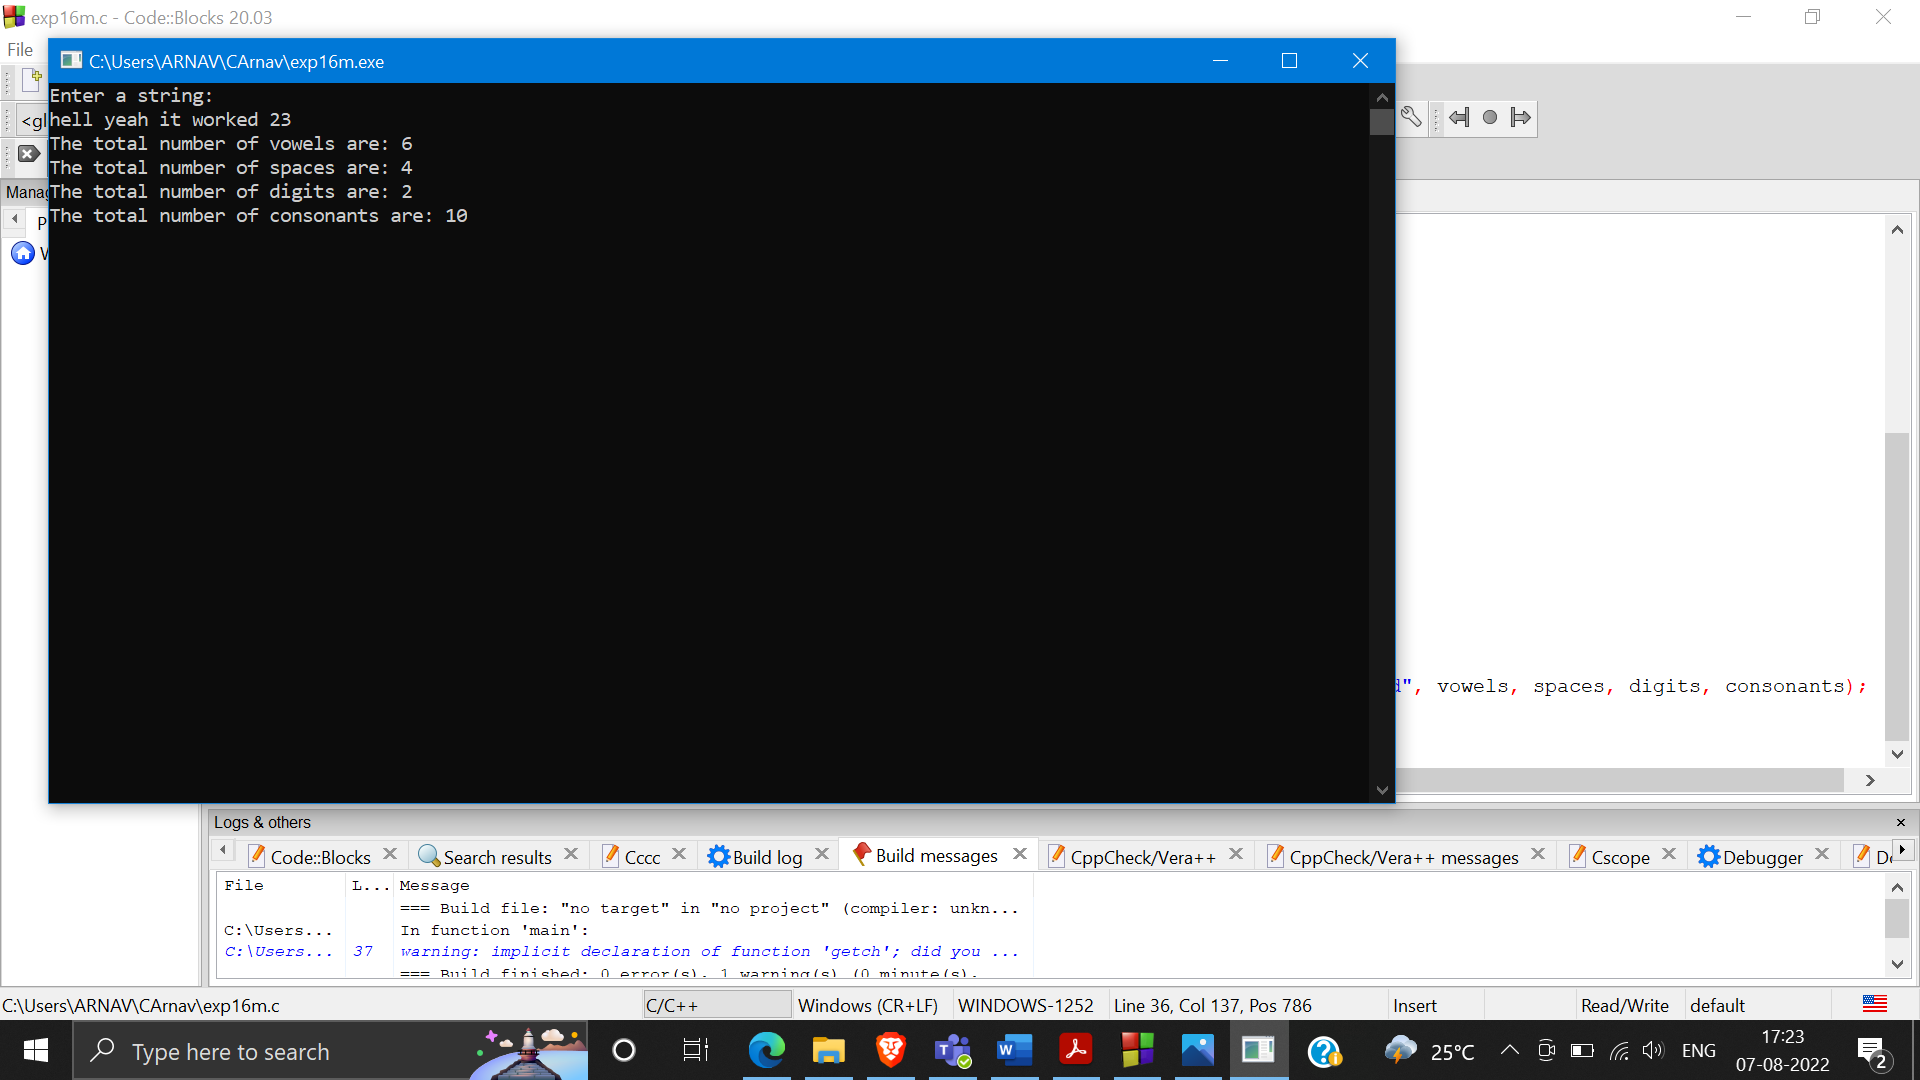 exp16m.c - Code::Blocks 20.03
File
C:\Users\ARNAV\CArnav\exp16m.exe
Enter a string:
hell yeah it worked 23
The total number of vowels are: 6
The total number of spaces are: 4
The total number of digits are: 2
The total number of consonants are: 10
<gl
Manag
P
W
d", vowels, spaces, digits, consonants);
Logs & others
Code::Blocks Search results Cccc Build log Build messages CppCheck/Vera++ CppCheck/Vera++ messages Cscope Debugger D
File L... Message
=== Build file: "no target" in "no project" (compiler: unkn...
C:\Users... In function 'main':
C:\Users... 37 warning: implicit declaration of function 'getch'; did you ...
=== Build finished: 0 error(s), 1 warning(s) (0 minute(s),
C:\Users\ARNAV\CArnav\exp16m.c C/C++ Windows (CR+LF) WINDOWS-1252 Line 36, Col 137, Pos 786 Insert Read/Write default
Type here to search
25°C ENG
17:23
07-08-2022
2